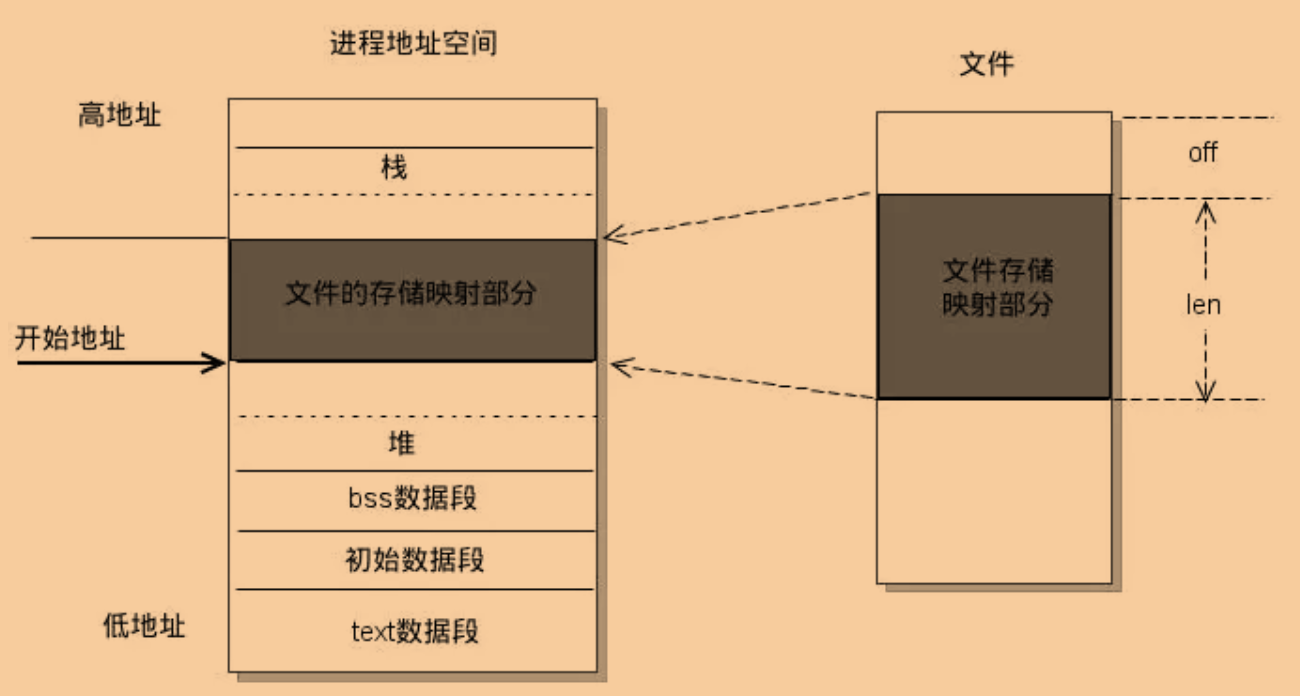 进程地址空间
文件
高地址
off
栈
文件的存储映射部分
文件存储
映射部分
len
开始地址
堆
bss数据段
初始数据段
低地址
text数据段